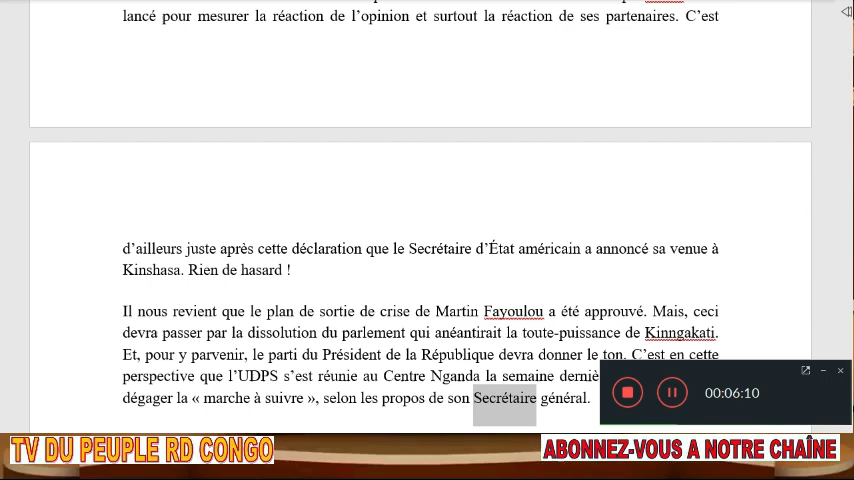 lancé pour mesurer la réaction de l’opinion et surtout la réaction de ses partenaires. C’est
d’ailleurs juste après cette déclaration que le Secrétaire d’État américain a annoncé sa venue à
Kinshasa. Rien de hasard !
Il nous revient que le plan de sortie de crise de Martin Fayoulou a été approuvé. Mais, ceci
devra passer par la dissolution du parlement qui anéantirait la toute-puissance de Kinngakati.
Et, pour y parvenir, le parti du Président de la République devra donner le ton. C’est en cette
perspective que l’UDPS s’est réunie au Centre Nganda la semaine derniè
dégager la « marche à suivre », selon les propos de son Secrétaire général.
00:06:10
TV DU PEUPLE RD CONGO
ABONNEZ-VOUS A NOTRE CHAÎNE